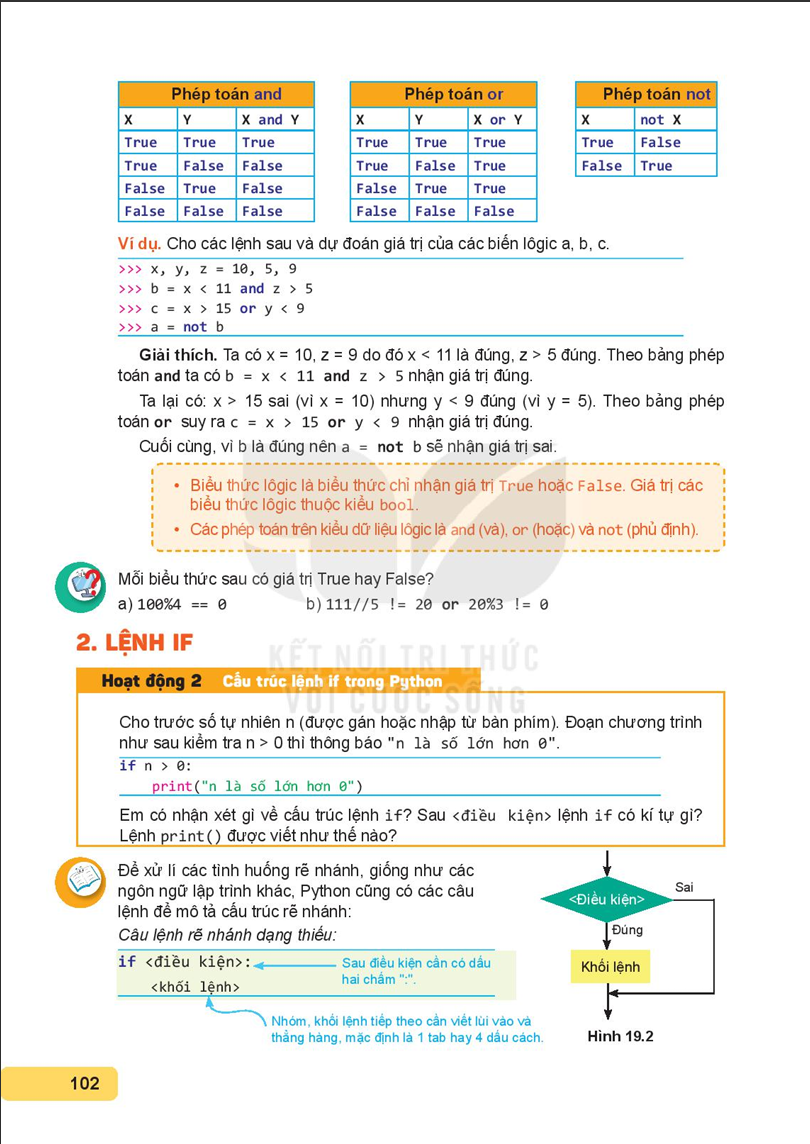 Phép toán and
X Y X and Y
True True True
True False False
False True False
False False False
Phép toán or
X Y X or Y
True True True
True False True
False True True
False False False
Phép toán not
X not X
True False
False True
Ví dụ. Cho các lệnh sau và dự đoán giá trị của các biến lôgic a, b, c.
>>> x, y, z = 10, 5, 9
>>> b = x < 11 and z > 5
>>> c = x > 15 or y < 9
>>> a = not b
Giải thích. Ta có x = 10, z = 9 do đó x < 11 là đúng, z > 5 đúng. Theo bảng phép
toán and ta có b = x < 11 and z > 5 nhận giá trị đúng.
Ta lại có: x > 15 sai (vì x = 10) nhưng y < 9 đúng (vì y = 5). Theo bảng phép
toán or suy ra c = x > 15 or y < 9 nhận giá trị đúng.
Cuối cùng, vì b là đúng nên a = not b sẽ nhận giá trị sai.
• Biểu thức lôgic là biểu thức chỉ nhận giá trị True hoặc False. Giá trị các
biểu thức lôgic thuộc kiểu bool.
• Các phép toán trên kiểu dữ liệu lôgic là and (và), or (hoặc) và not (phủ định).
Mỗi biểu thức sau có giá trị True hay False?
a) 100%4 == 0 b) 111//5 != 20 or 20%3 != 0
2. LỆNH IF
KẾT NỐI TRI THỨC
VỚI CUỘC SỐNG
Hoạt động 2 Cấu trúc lệnh if trong Python
Cho trước số tự nhiên n (được gán hoặc nhập từ bàn phím). Đoạn chương trình
như sau kiểm tra n > 0 thì thông báo "n là số lớn hơn 0".
if n > 0:
print("n là số lớn hơn 0")
Em có nhận xét gì về cấu trúc lệnh if? Sau <điều kiện> lệnh if có kí tự gì?
Lệnh print() được viết như thế nào?
Để xử lí các tình huống rẽ nhánh, giống như các
ngôn ngữ lập trình khác, Python cũng có các câu
lệnh để mô tả cấu trúc rẽ nhánh:
Câu lệnh rẽ nhánh dạng thiếu:
if <điều kiện>:
<khối lệnh>
Sau điều kiện cần có dấu
hai chấm ":".
Nhóm, khối lệnh tiếp theo cần viết lùi vào và
thẳng hàng, mặc định là 1 tab hay 4 dấu cách.
<Điều kiện>
Sai
Đúng
Khối lệnh
Hình 19.2
102